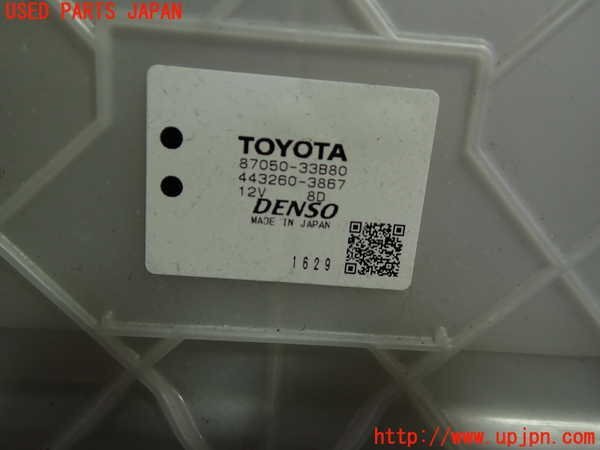 USED PARTS JAPAN
TOYOTA
87050-33B80
443260-3867
12V 8D
DENSO
MADE IN JAPAN
1629
http://www.upjpn.com/